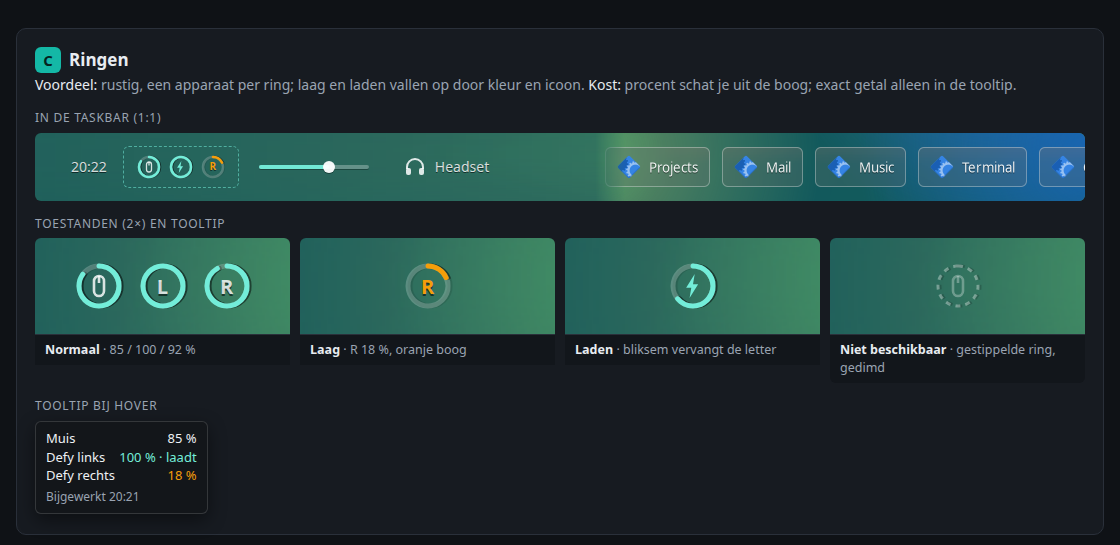 C Ringen
Voordeel: rustig, een apparaat per ring; laag en laden vallen op door kleur en icoon. Kost: procent schat je uit de boog; exact getal alleen in de tooltip.
IN DE TASKBAR (1:1)
20:22 R Headset Projects Mail Music Terminal
TOESTANDEN (2×) EN TOOLTIP
L R
R
Normaal · 85 / 100 / 92 %
Laag · R 18 %, oranje boog
Laden · bliksem vervangt de letter
Niet beschikbaar · gestippelde ring,
gedimd
TOOLTIP BIJ HOVER
Muis 85 %
Defy links 100 % · laadt
Defy rechts 18 %
Bijgewerkt 20:21